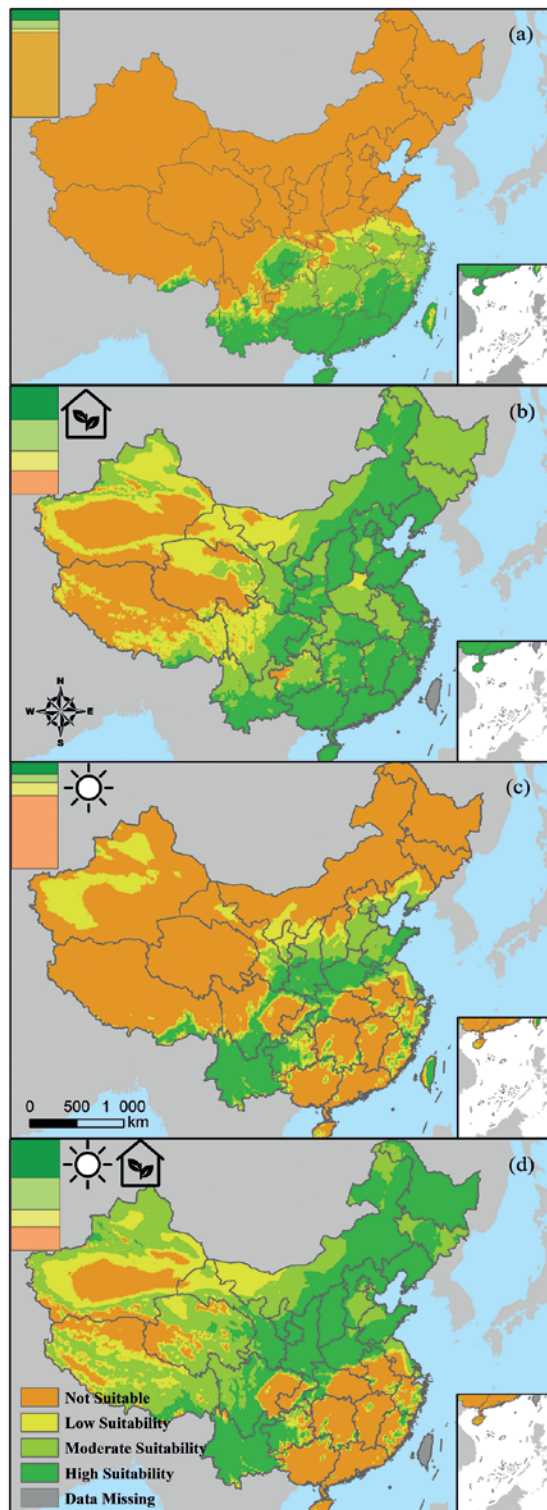 (a)
(b)
N
W E
S
(c)
0 500 1 000
km
(d)
Not Suitable
Low Suitability
Moderate Suitability
High Suitability
Data Missing